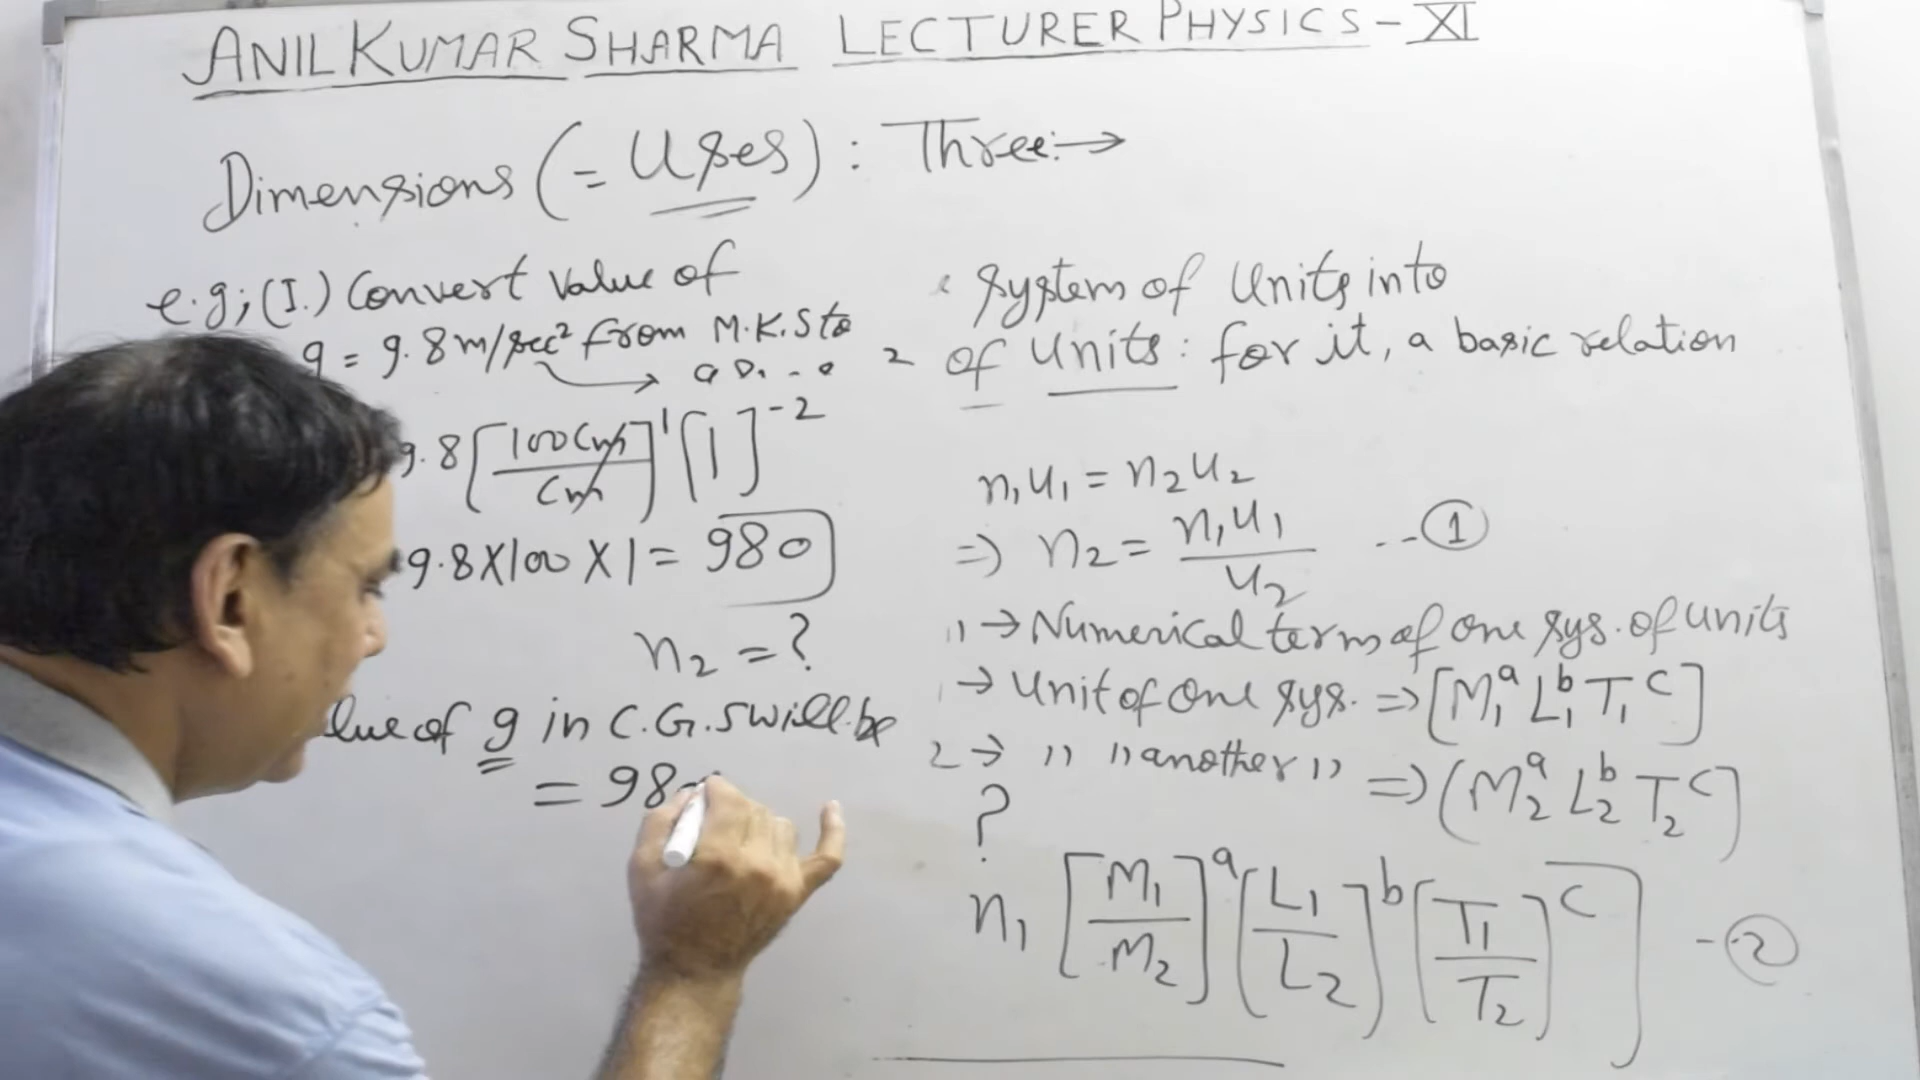 ANIL KUMAR SHARMA LECTURER PHYSICS - XI
Dimensions (= Uses) : Three:→
e.g; (I.) Convert Value of
g = 9.8 m/sec² from M.K.S to
9.8 [100 Cm / Cm]¹ [1]⁻²
9.8 X 100 X 1 = 980
n₂ = ?
lue of g in C.G.S will be
= 98
System of Units into
2 of Units : for it, a basic relation
n₁u₁ = n₂u₂
=> n₂ = n₁u₁ / u₂ --- ①
1 → Numerical term of one sys. of units
→ Unit of one sys. => [M₁ᵃ L₁ᵇ T₁ᶜ]
2 → " " another " => (M₂ᵃ L₂ᵇ T₂ᶜ]
?
n₁ [M₁/M₂]ᵃ [L₁/L₂]ᵇ [T₁/T₂]ᶜ -- ②